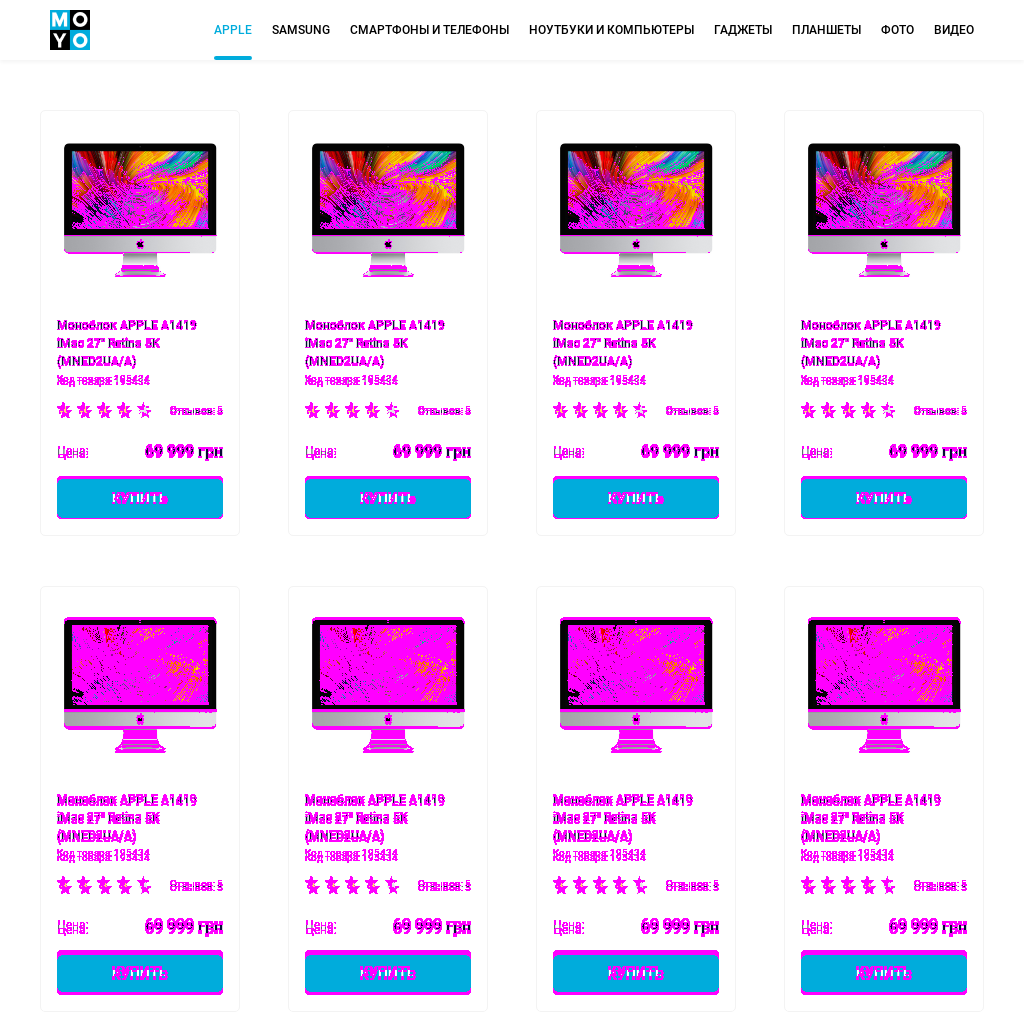 MO
YO
APPLE SAMSUNG СМАРТФОНЫ И ТЕЛЕФОНЫ НОУТБУКИ И КОМПЬЮТЕРЫ ГАДЖЕТЫ ПЛАНШЕТЫ ФОТО ВИДЕО
Моноблок APPLE A1419 Моноблок APPLE A1419 Моноблок APPLE A1419 Моноблок APPLE A1419
iMac 27" Retina 5K iMac 27" Retina 5K iMac 27" Retina 5K iMac 27" Retina 5K
(MNED2UA/A) (MNED2UA/A) (MNED2UA/A) (MNED2UA/A)
Код товара: 195434 Код товара: 195434 Код товара: 195434 Код товара: 195434
Отзывов: 5 Отзывов: 5 Отзывов: 5 Отзывов: 5
Цена: 69 999 грн Цена: 69 999 грн Цена: 69 999 грн Цена: 69 999 грн
КУПИТЬ КУПИТЬ КУПИТЬ КУПИТЬ
Моноблок APPLE A1419 Моноблок APPLE A1419 Моноблок APPLE A1419 Моноблок APPLE A1419
iMac 27" Retina 5K iMac 27" Retina 5K iMac 27" Retina 5K iMac 27" Retina 5K
(MNED2UA/A) (MNED2UA/A) (MNED2UA/A) (MNED2UA/A)
Код товара: 195434 Код товара: 195434 Код товара: 195434 Код товара: 195434
Отзывов: 5 Отзывов: 5 Отзывов: 5 Отзывов: 5
Цена: 69 999 грн Цена: 69 999 грн Цена: 69 999 грн Цена: 69 999 грн
КУПИТЬ КУПИТЬ КУПИТЬ КУПИТЬ